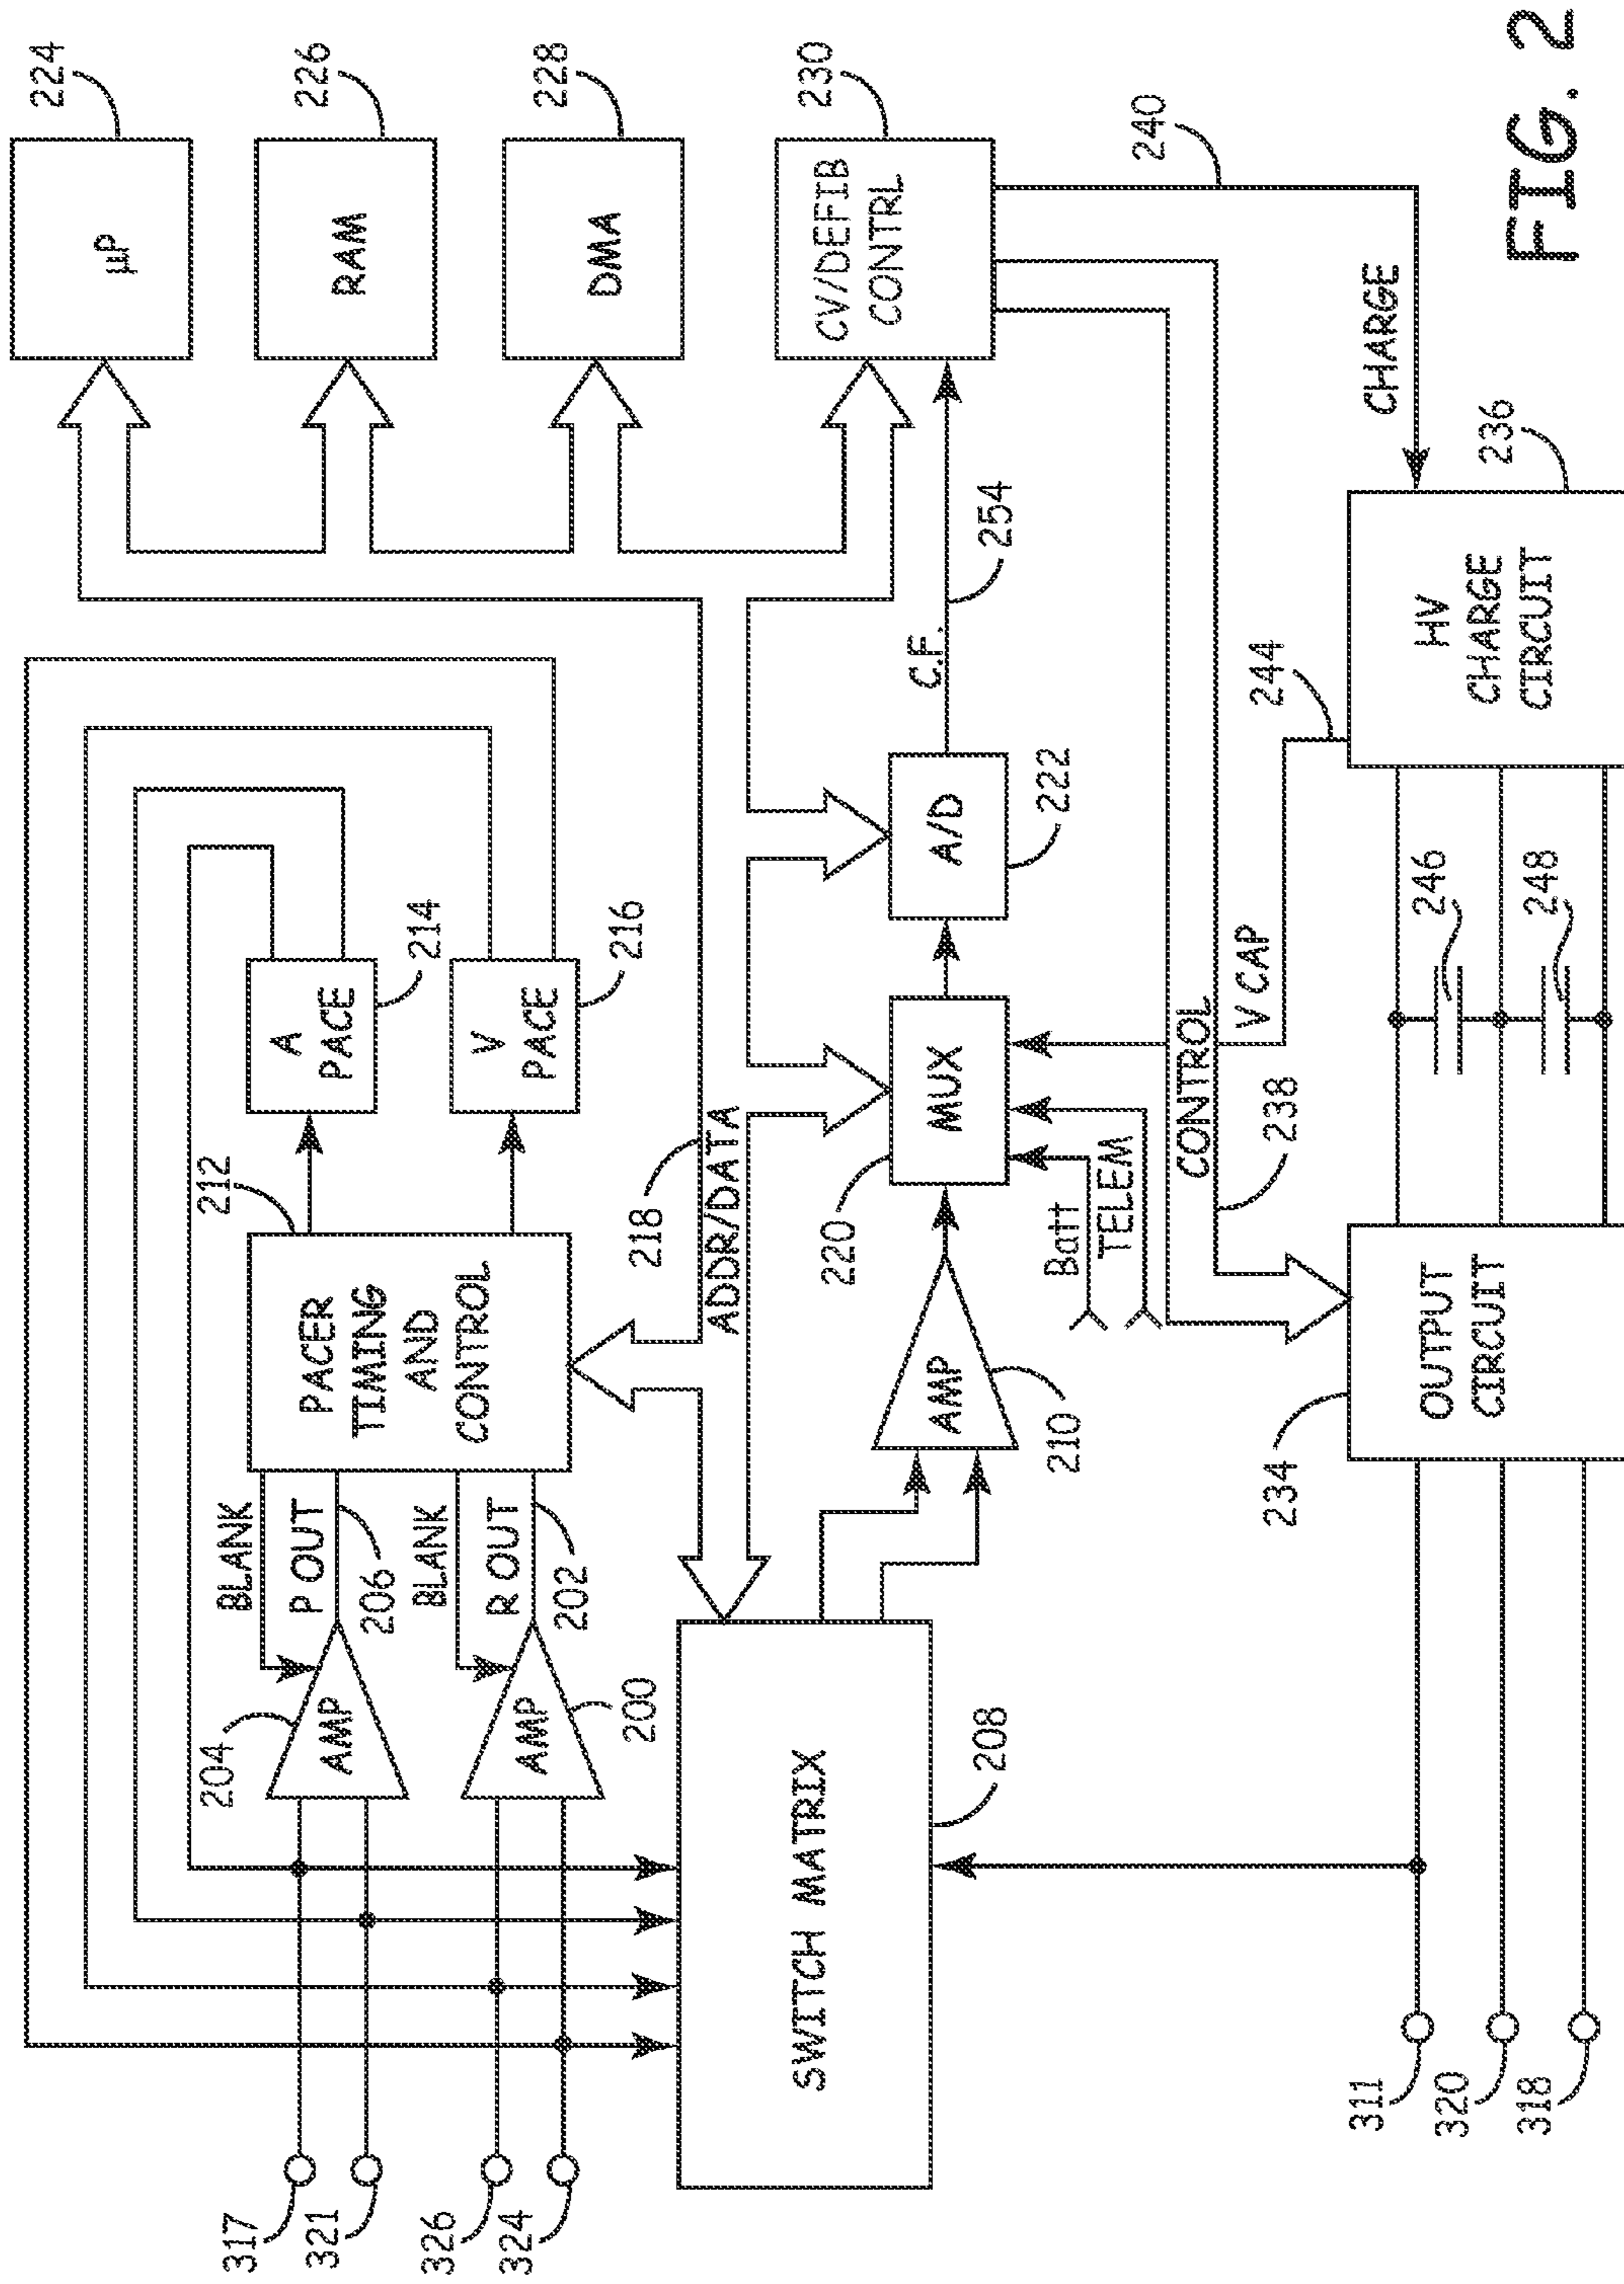 224
µP
226
RAM
228
DMA
230
CV/DEFIB
CONTRL
240
CHARGE
212
PACER
TIMING
AND
CONTROL
A
PACE
214
V
PACE
216
BLANK
P OUT
206
BLANK
R OUT
202
204
AMP
AMP
200
317
321
326
324
218
ADDR/DATA
SWITCH MATRIX
208
AMP
210
220
MUX
A/D
222
C.F.
254
Batt
TELEM
CONTROL
238
V CAP
244
234
OUTPUT
CIRCUIT
246
248
HV
CHARGE
CIRCUIT
236
311
320
318
FIG. 2